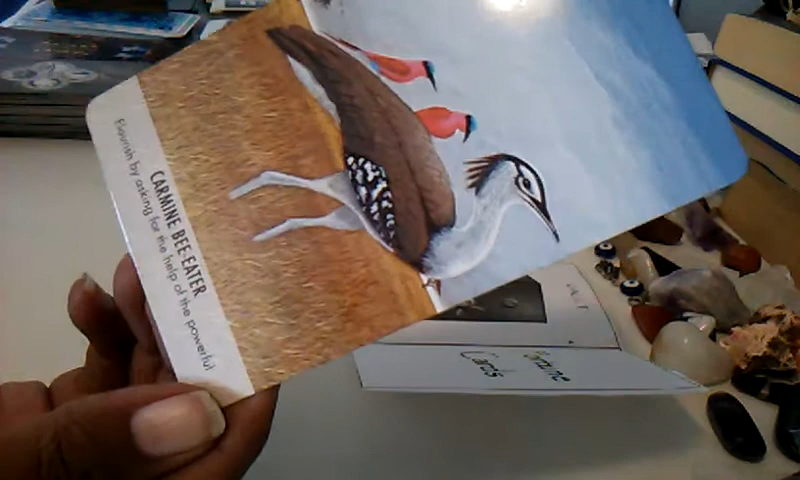 CARMINE BEE-EATER
Flourish by asking for the help of the powerful
Cards